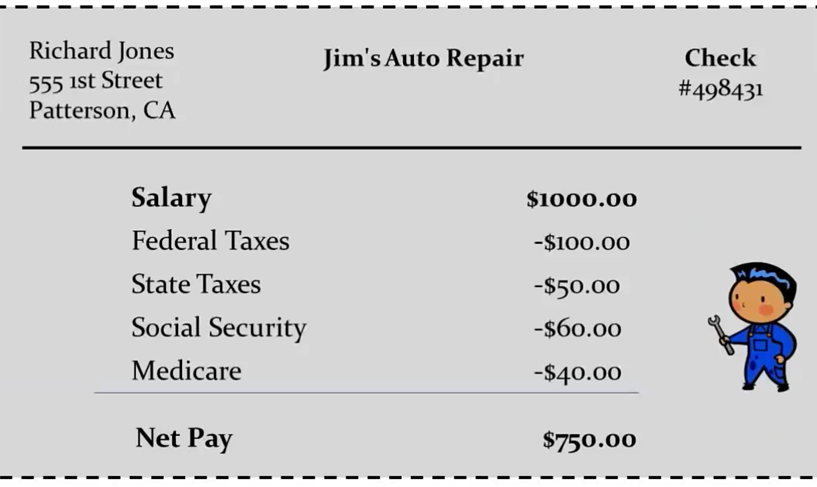 Richard Jones
555 1st Street
Patterson, CA
Jim's Auto Repair
Check
#498431
Salary $1000.00
Federal Taxes -$100.00
State Taxes -$50.00
Social Security -$60.00
Medicare -$40.00
Net Pay $750.00